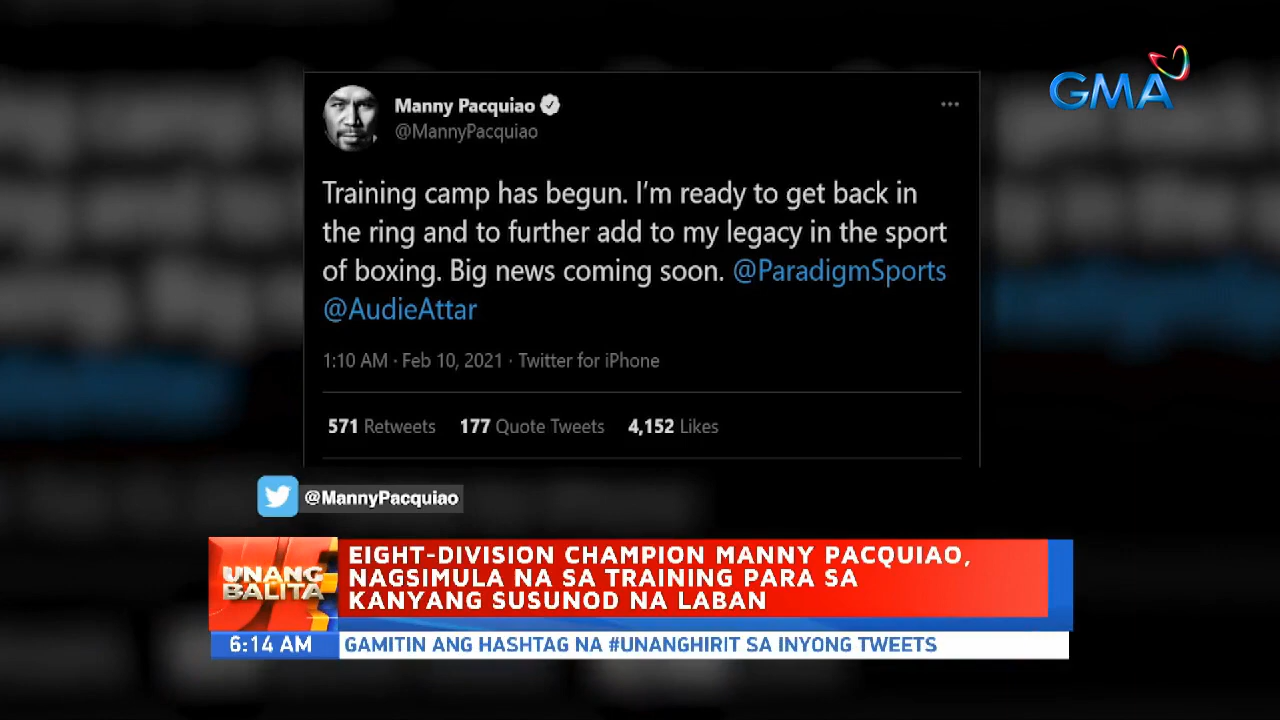 GMA
Manny Pacquiao
@MannyPacquiao
Training camp has begun. I'm ready to get back in
the ring and to further add to my legacy in the sport
of boxing. Big news coming soon. @ParadigmSports
@AudieAttar
1:10 AM · Feb 10, 2021 · Twitter for iPhone
571 Retweets 177 Quote Tweets 4,152 Likes
@MannyPacquiao
UNANG
BALITA
EIGHT-DIVISION CHAMPION MANNY PACQUIAO,
NAGSIMULA NA SA TRAINING PARA SA
KANYANG SUSUNOD NA LABAN
6:14 AM
GAMITIN ANG HASHTAG NA #UNANGHIRIT SA INYONG TWEETS